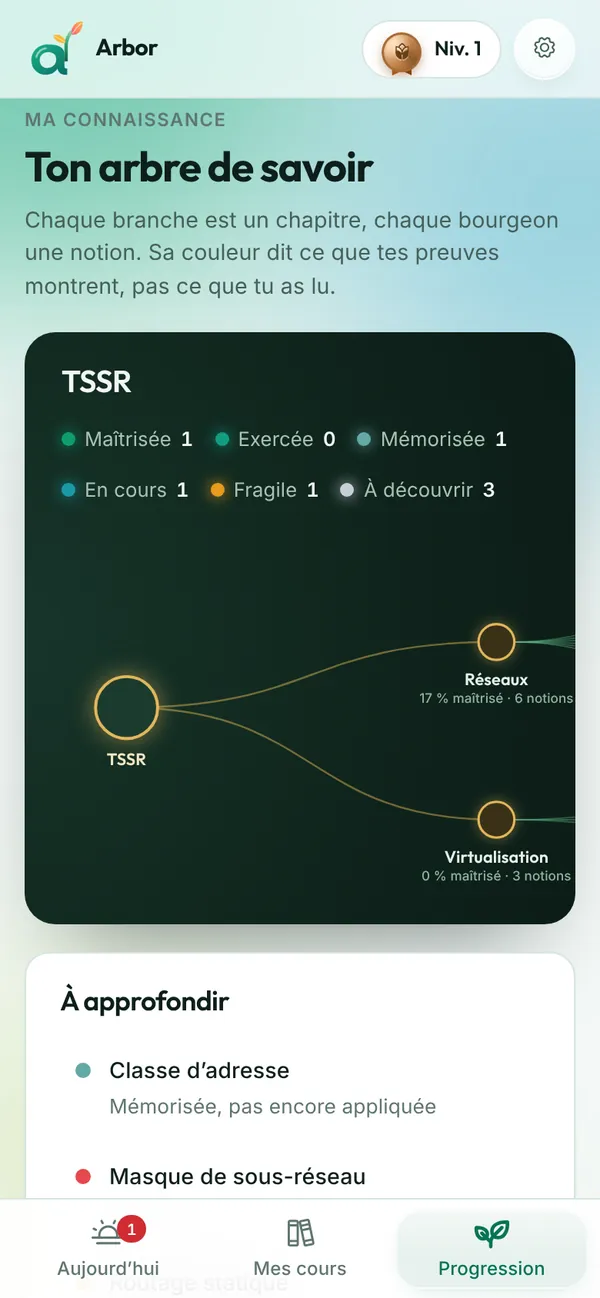 Arbor
Niv. 1
MA CONNAISSANCE
Ton arbre de savoir
Chaque branche est un chapitre, chaque bourgeon
une notion. Sa couleur dit ce que tes preuves
montrent, pas ce que tu as lu.
TSSR
Maîtrisée 1 Exercée 0 Mémorisée 1
En cours 1 Fragile 1 À découvrir 3
Réseaux
17 % maîtrisé · 6 notions
TSSR
Virtualisation
0 % maîtrisé · 3 notions
À approfondir
Classe d’adresse
Mémorisée, pas encore appliquée
Masque de sous-réseau
1
Aujourd’hui Mes cours Progression
Routage statique